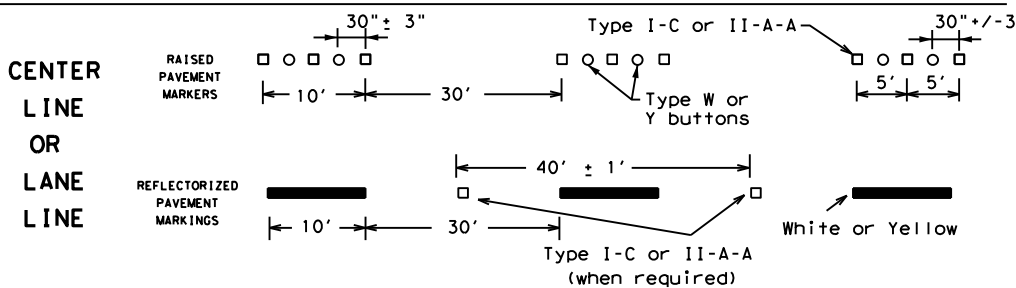 CENTER
LINE
OR
LANE
LINE
RAISED
PAVEMENT
MARKERS
30"± 3"
10'
30'
Type I-C or II-A-A
30"+/-3
5'
5'
Type W or
Y buttons
REFLECTORIZED
PAVEMENT
MARKINGS
40' ± 1'
10'
30'
Type I-C or II-A-A
(when required)
White or Yellow